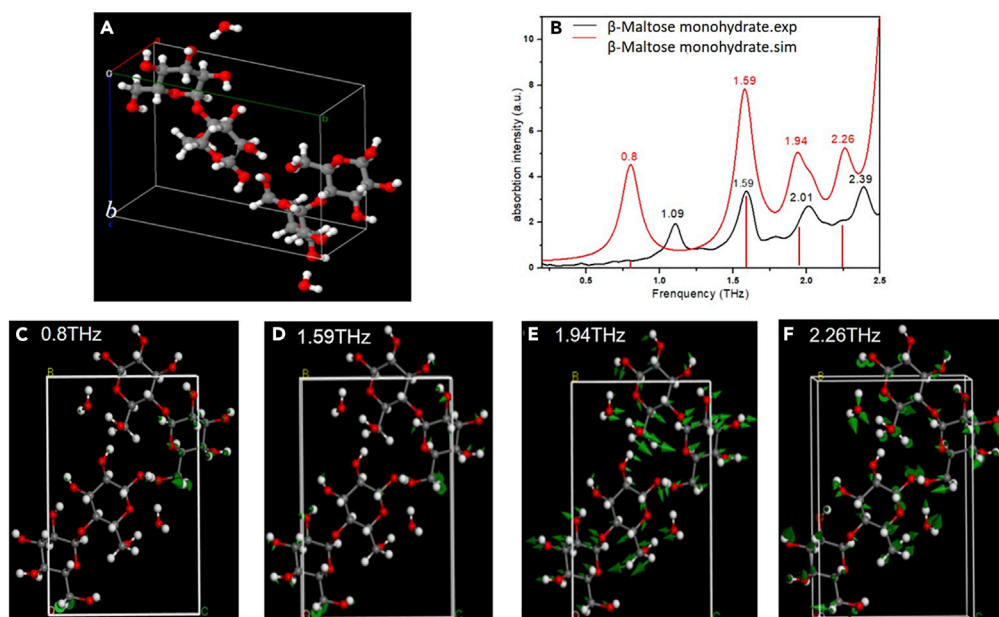 A
a
0
b
b
c
B
β-Maltose monohydrate.exp
β-Maltose monohydrate.sim
absorbtion intensity (a.u.)
10
8
6
4
2
0
0.8
1.09
1.59
1.59
1.94
2.01
2.26
2.39
0.5
1.0
1.5
2.0
2.5
Frenquency (THz)
C
0.8THz
B
C
D
1.59THz
B
E
1.94THz
B
F
2.26THz
B
C